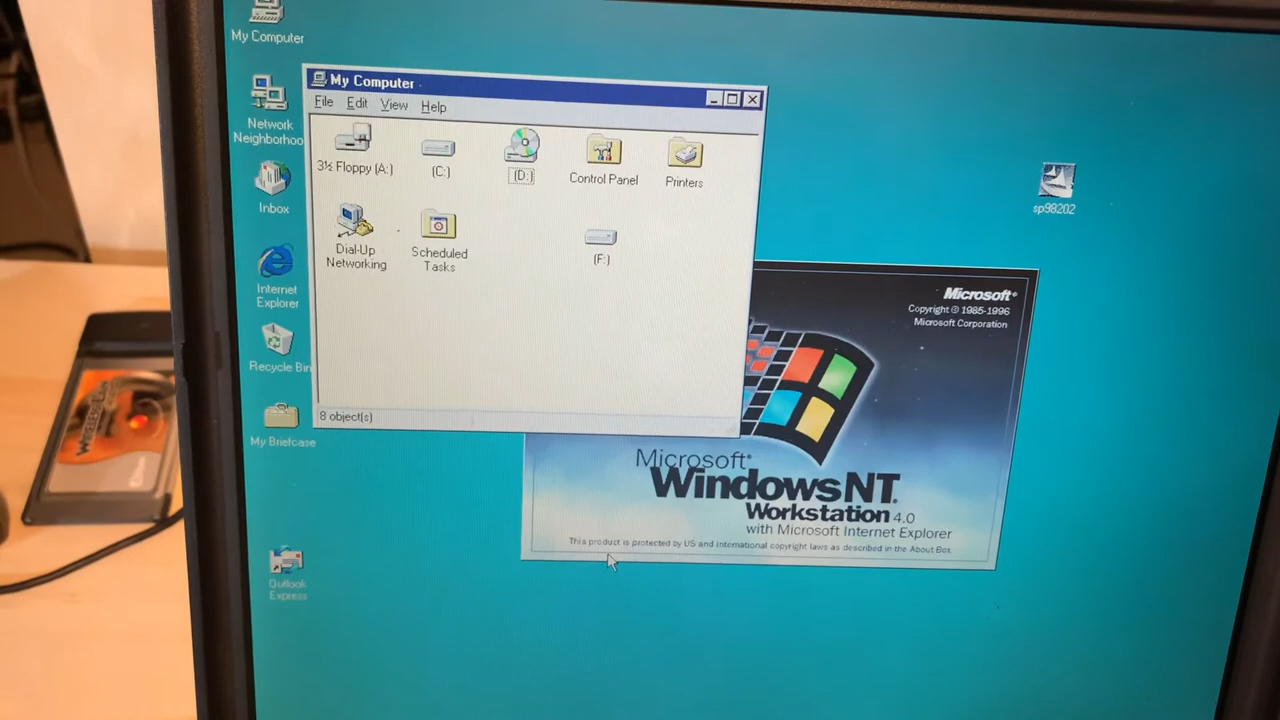 My Computer
Network
Neighborhoo
Inbox
Internet
Explorer
Recycle Bin
My Briefcase
Outlook
Express
My Computer
File Edit View Help
3½ Floppy (A:)
(C:)
(D:)
Control Panel
Printers
Dial-Up
Networking
Scheduled
Tasks
(F:)
8 object(s)
sp98202
Microsoft®
Copyright © 1985-1996
Microsoft Corporation
Microsoft®
Windows NT®
Workstation 4.0
with Microsoft Internet Explorer
This product is protected by US and international copyright laws as described in the About Box.